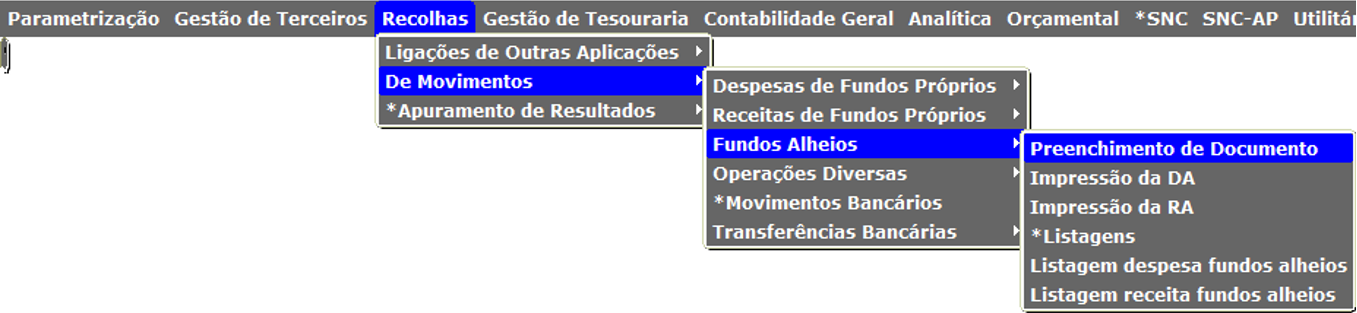 Parametrização Gestão de Terceiros Recolhas Gestão de Tesouraria Contabilidade Geral Analítica Orçamental *SNC SNC-AP Utilitár
Ligações de Outras Aplicações
De Movimentos
*Apuramento de Resultados
Despesas de Fundos Próprios
Receitas de Fundos Próprios
Fundos Alheios
Operações Diversas
*Movimentos Bancários
Transferências Bancárias
Preenchimento de Documento
Impressão da DA
Impressão da RA
*Listagens
Listagem despesa fundos alheios
Listagem receita fundos alheios